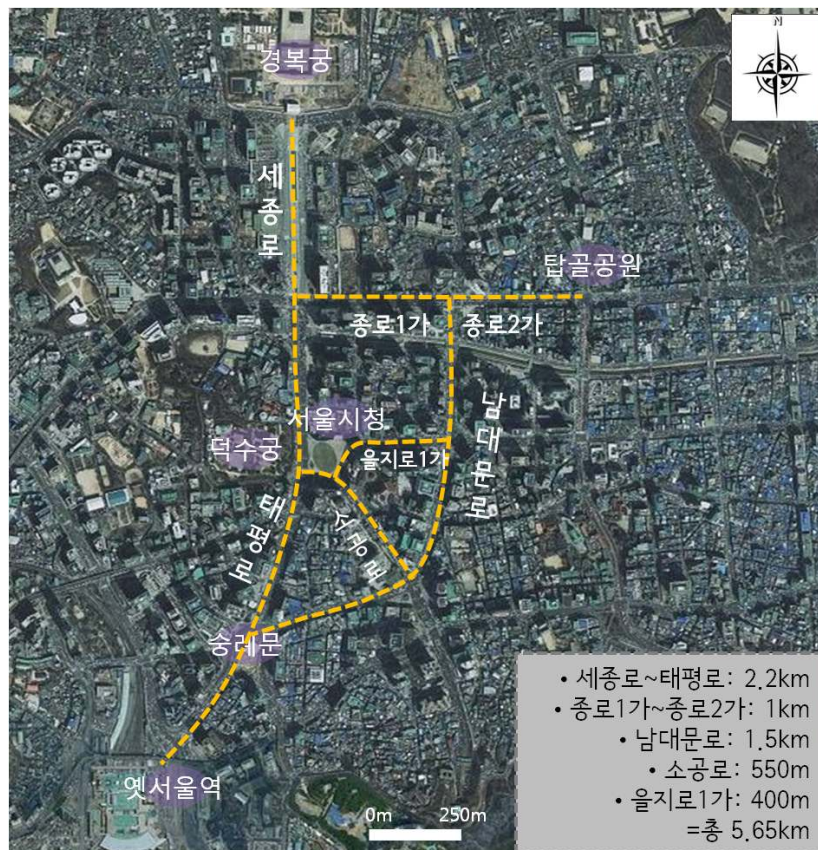 N
경복궁
세종로
탑골공원
종로1가
종로2가
서울시청
남대문로
덕수궁
을지로1가
소공로
태평로
숭례문
• 세종로~태평로: 2.2km
• 종로1가~종로2가: 1km
• 남대문로: 1.5km
• 소공로: 550m
• 을지로1가: 400m
=총 5.65km
옛서울역
0m 250m